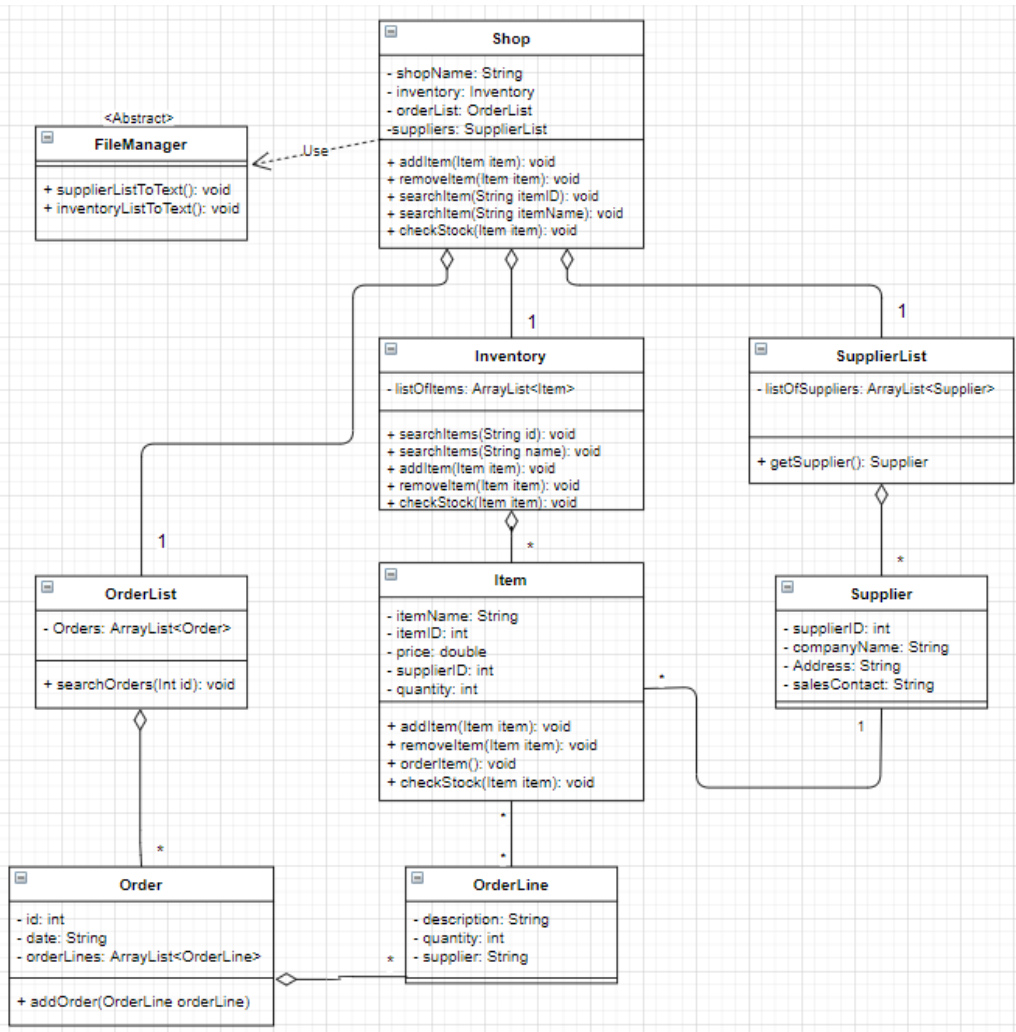 Shop
- shopName: String
- inventory: Inventory
- orderList: OrderList
-suppliers: SupplierList
+ addItem(Item item): void
+ removeItem(Item item): void
+ searchItem(String itemID): void
+ searchItem(String itemName): void
+ checkStock(Item item): void
<Abstract>
FileManager
+ supplierListToText(): void
+ inventoryListToText(): void
Use
1
1
1
Inventory
- listOfItems: ArrayList<Item>
+ searchItems(String id): void
+ searchItems(String name): void
+ addItem(Item item): void
+ removeItem(Item item): void
+ checkStock(Item item): void
SupplierList
- listOfSuppliers: ArrayList<Supplier>
+ getSupplier(): Supplier
*
*
OrderList
- Orders: ArrayList<Order>
+ searchOrders(Int id): void
Item
- itemName: String
- itemID: int
- price: double
- supplierID: int
- quantity: int
+ addItem(Item item): void
+ removeItem(Item item): void
+ orderItem(): void
+ checkStock(Item item): void
Supplier
- supplierID: int
- companyName: String
- Address: String
- salesContact: String
*
1
*
*
*
Order
- id: int
- date: String
- orderLines: ArrayList<OrderLine>
+ addOrder(OrderLine orderLine)
*
OrderLine
- description: String
- quantity: int
- supplier: String